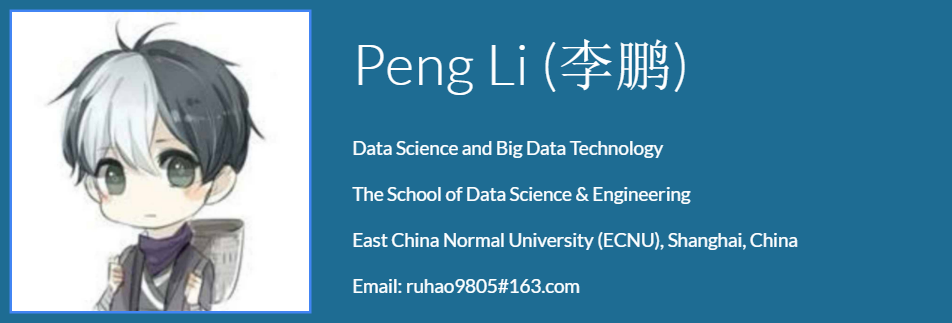 Peng Li (李鹏)
Data Science and Big Data Technology
The School of Data Science & Engineering
East China Normal University (ECNU), Shanghai, China
Email: ruhao9805#163.com